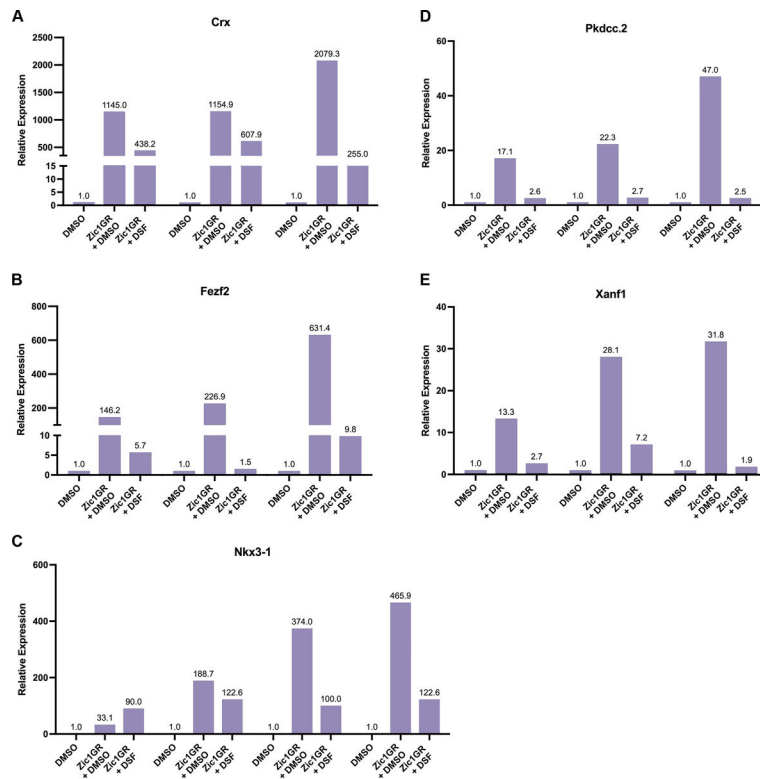 A
Crx
Relative Expression
2500
2000
1500
1000
500
15
10
5
0
1.0
1145.0
438.2
1.0
1154.9
607.9
1.0
2079.3
255.0
DMSO
Zic1GR
+ DMSO
Zic1GR
+ DSF
DMSO
Zic1GR
+ DMSO
Zic1GR
+ DSF
DMSO
Zic1GR
+ DMSO
Zic1GR
+ DSF
B
Fezf2
Relative Expression
800
600
400
200
10
5
0
1.0
146.2
5.7
1.0
226.9
1.5
1.0
631.4
9.8
DMSO
Zic1GR
+ DMSO
Zic1GR
+ DSF
DMSO
Zic1GR
+ DMSO
Zic1GR
+ DSF
DMSO
Zic1GR
+ DMSO
Zic1GR
+ DSF
C
Nkx3-1
Relative Expression
600
400
200
0
1.0
33.1
90.0
1.0
188.7
122.6
1.0
374.0
100.0
1.0
465.9
122.6
DMSO
Zic1GR
+ DMSO
Zic1GR
+ DSF
DMSO
Zic1GR
+ DMSO
Zic1GR
+ DSF
DMSO
Zic1GR
+ DMSO
Zic1GR
+ DSF
DMSO
Zic1GR
+ DMSO
Zic1GR
+ DSF
D
Pkdcc.2
Relative Expression
60
40
20
0
1.0
17.1
2.6
1.0
22.3
2.7
1.0
47.0
2.5
DMSO
Zic1GR
+ DMSO
Zic1GR
+ DSF
DMSO
Zic1GR
+ DMSO
Zic1GR
+ DSF
DMSO
Zic1GR
+ DMSO
Zic1GR
+ DSF
E
Xanf1
Relative Expression
40
30
20
10
0
1.0
13.3
2.7
1.0
28.1
7.2
1.0
31.8
1.9
DMSO
Zic1GR
+ DMSO
Zic1GR
+ DSF
DMSO
Zic1GR
+ DMSO
Zic1GR
+ DSF
DMSO
Zic1GR
+ DMSO
Zic1GR
+ DSF